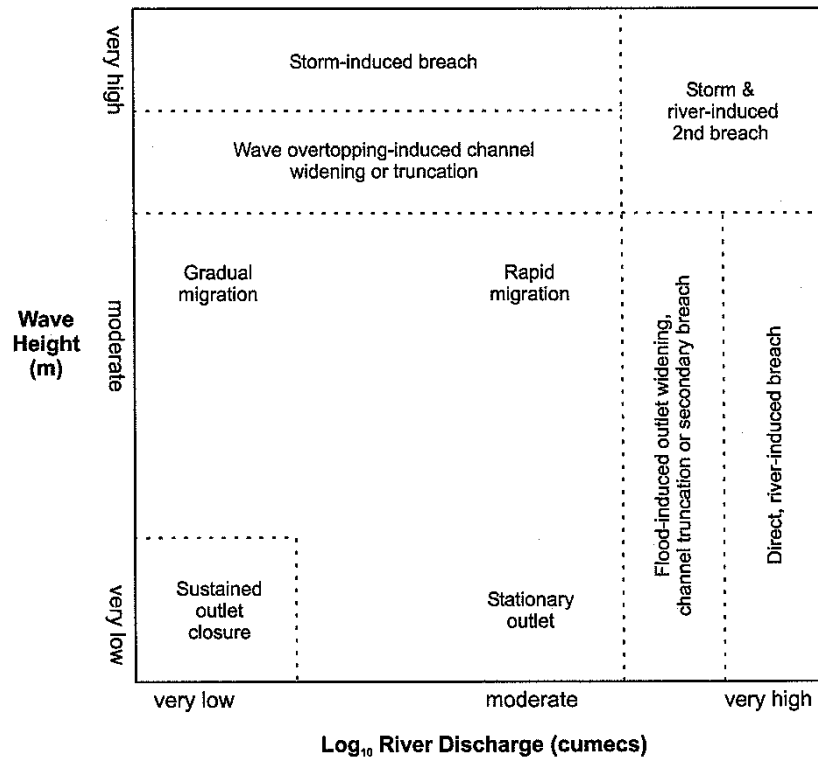 very high
Storm-induced breach
Storm &
river-induced
2nd breach
Wave overtopping-induced channel
widening or truncation
Gradual
migration
Rapid
migration
Wave
Height
(m)
moderate
Flood-induced outlet widening,
channel truncation or secondary breach
Direct, river-induced breach
very low
Sustained
outlet
closure
Stationary
outlet
very low
moderate
very high
Log₁₀ River Discharge (cumecs)